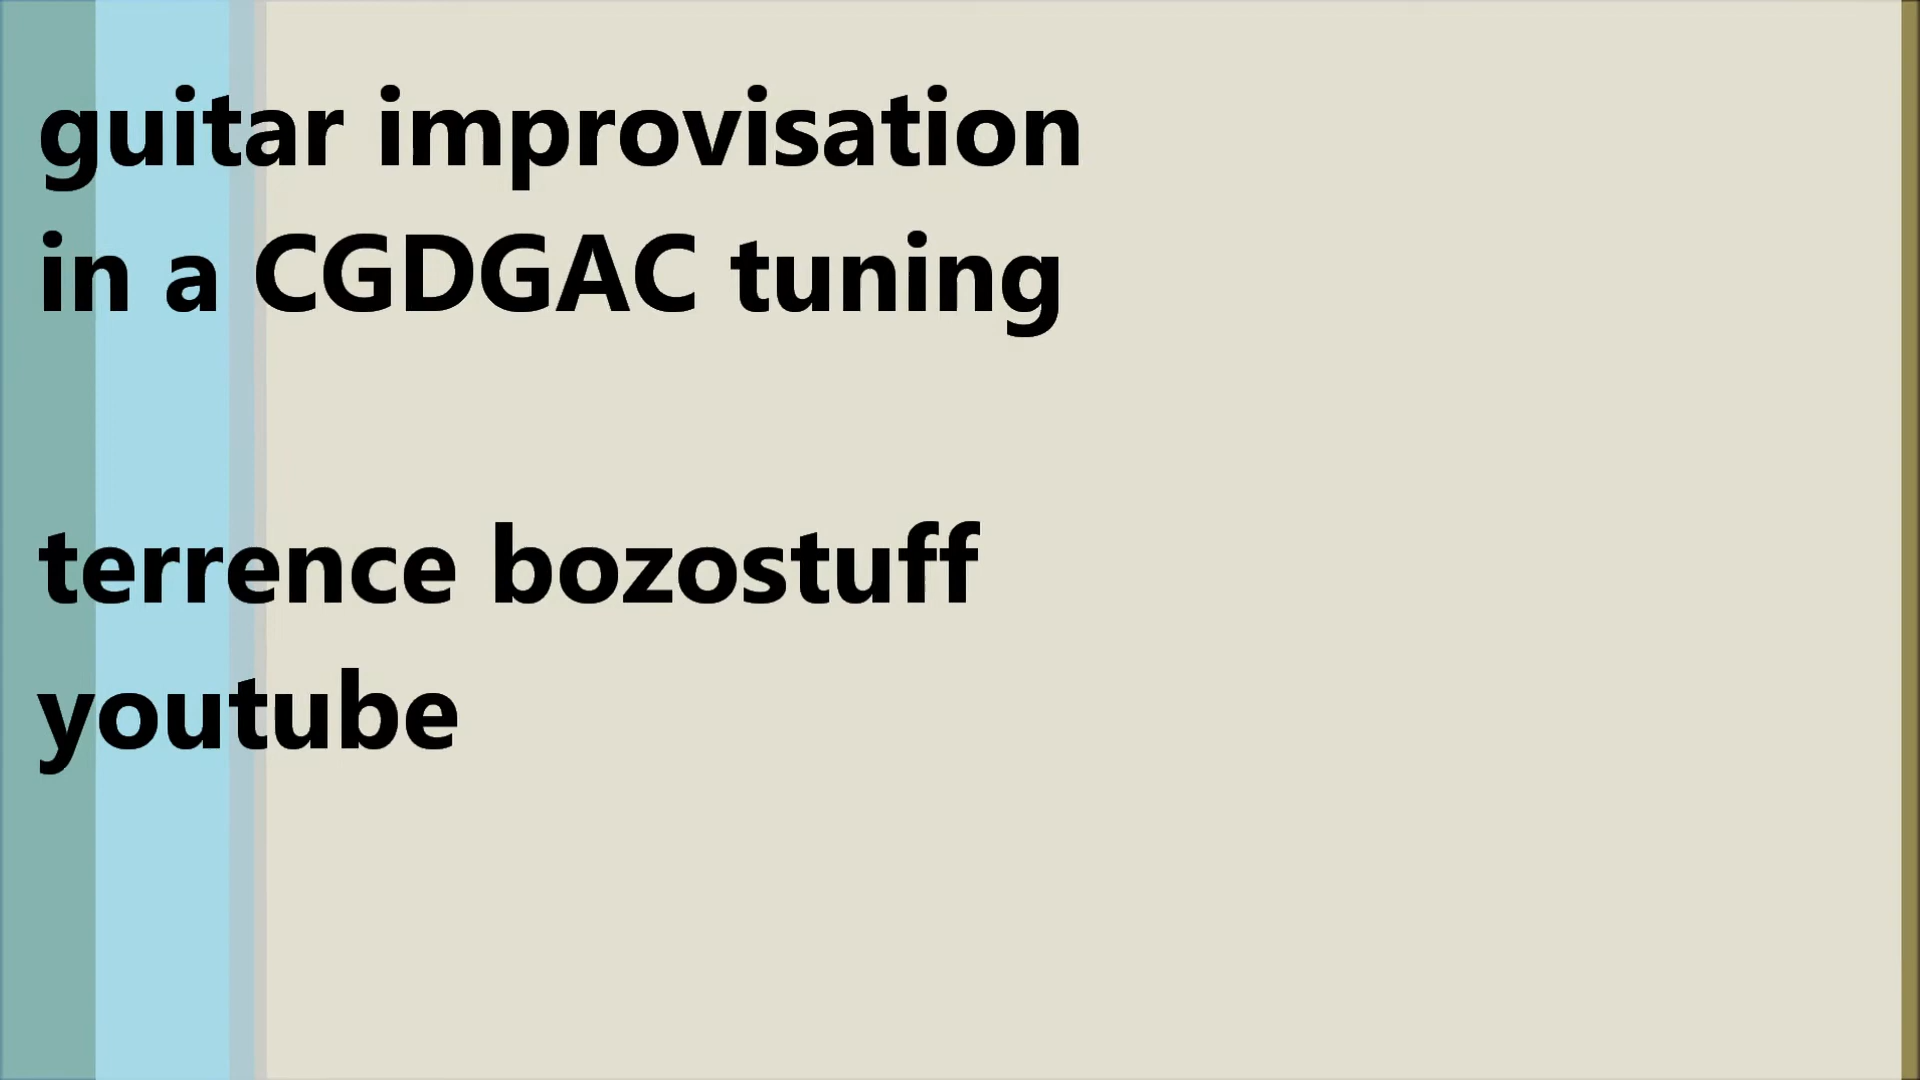 guitar improvisation
in a CGDGAC tuning
terrence bozostuff
youtube